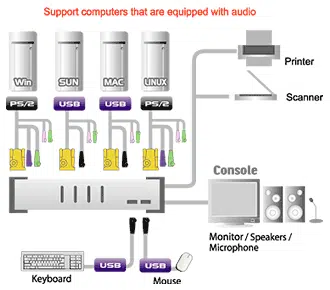 Support computers that are equipped with audio
Win
SUN
MAC
LINUX
PS/2
USB
USB
PS/2
Printer
Scanner
Console
Monitor / Speakers /
Microphone
USB
USB
Keyboard
Mouse